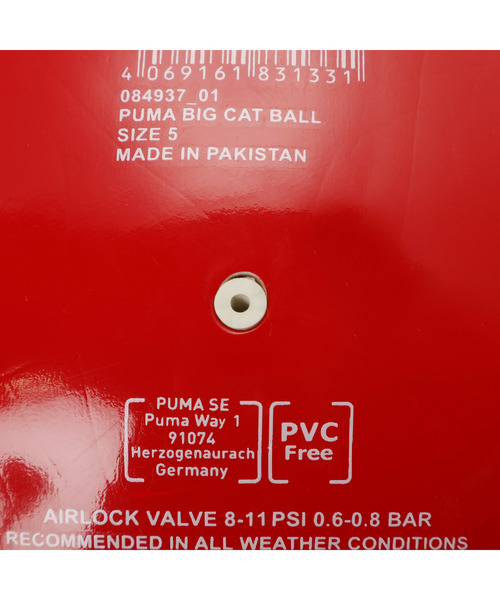 4 069161 831331
084937_01
PUMA BIG CAT BALL
SIZE 5
MADE IN PAKISTAN
PUMA SE
Puma Way 1
91074
Herzogenaurach
Germany
PVC
Free
AIRLOCK VALVE 8-11 PSI 0.6-0.8 BAR
RECOMMENDED IN ALL WEATHER CONDITIONS